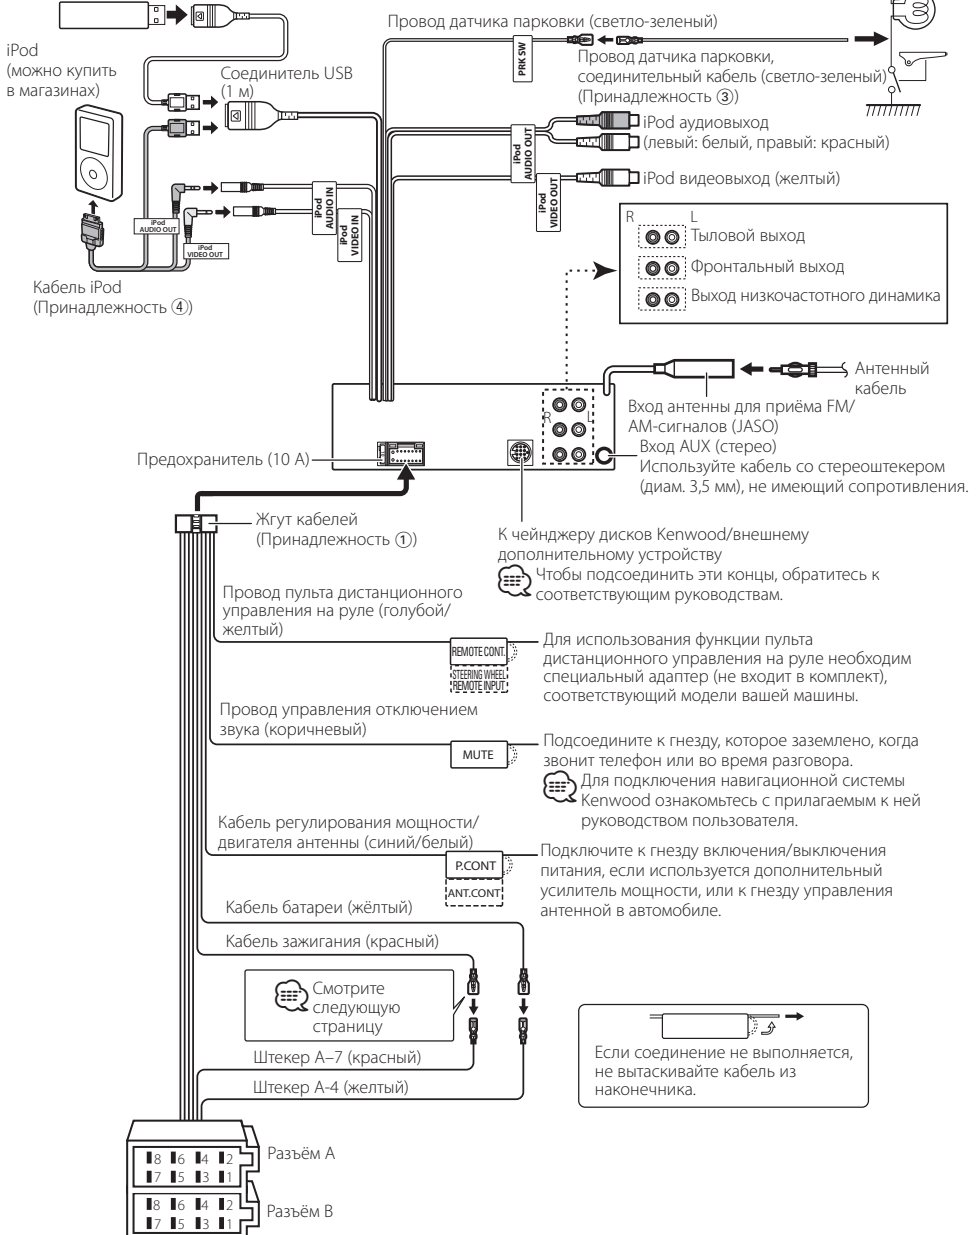 Провод датчика парковки (светло-зеленый)
iPod
(можно купить
в магазинах)
Соединитель USB
(1 м)
PRK SW
Провод датчика парковки,
соединительный кабель (светло-зеленый)
(Принадлежность ③)
iPod
AUDIO OUT
iPod аудиовыход
(левый: белый, правый: красный)
iPod
VIDEO OUT
iPod видеовыход (желтый)
iPod
AUDIO IN
iPod
VIDEO IN
iPod
AUDIO OUT
iPod
VIDEO OUT
Кабель iPod
(Принадлежность ④)
R L
Тыловой выход
Фронтальный выход
Выход низкочастотного динамика
Антенный
кабель
R L
Вход антенны для приёма FM/
AM-сигналов (JASO)
Вход AUX (стерео)
Используйте кабель со стереоштекером
(диам. 3,5 мм), не имеющий сопротивления.
Предохранитель (10 A)
Жгут кабелей
(Принадлежность ①)
К чейнджеру дисков Kenwood/внешнему
дополнительному устройству
Чтобы подсоединить эти концы, обратитесь к
соответствующим руководствам.
Провод пульта дистанционного
управления на руле (голубой/
желтый)
REMOTE CONT.
STEERING WHEEL
REMOTE INPUT
Для использования функции пульта
дистанционного управления на руле необходим
специальный адаптер (не входит в комплект),
соответствующий модели вашей машины.
Провод управления отключением
звука (коричневый)
MUTE
Подсоедините к гнезду, которое заземлено, когда
звонит телефон или во время разговора.
Для подключения навигационной системы
Kenwood ознакомьтесь с прилагаемым к ней
руководством пользователя.
Кабель регулирования мощности/
двигателя антенны (синий/белый)
P.CONT
ANT.CONT
Подключите к гнезду включения/выключения
питания, если используется дополнительный
усилитель мощности, или к гнезду управления
антенной в автомобиле.
Кабель батареи (жёлтый)
Кабель зажигания (красный)
Смотрите
следующую
страницу
Штекер А–7 (красный)
Штекер А-4 (желтый)
Если соединение не выполняется,
не вытаскивайте кабель из
наконечника.
Разъём А
8 6 4 2
7 5 3 1
Разъём В
8 6 4 2
7 5 3 1